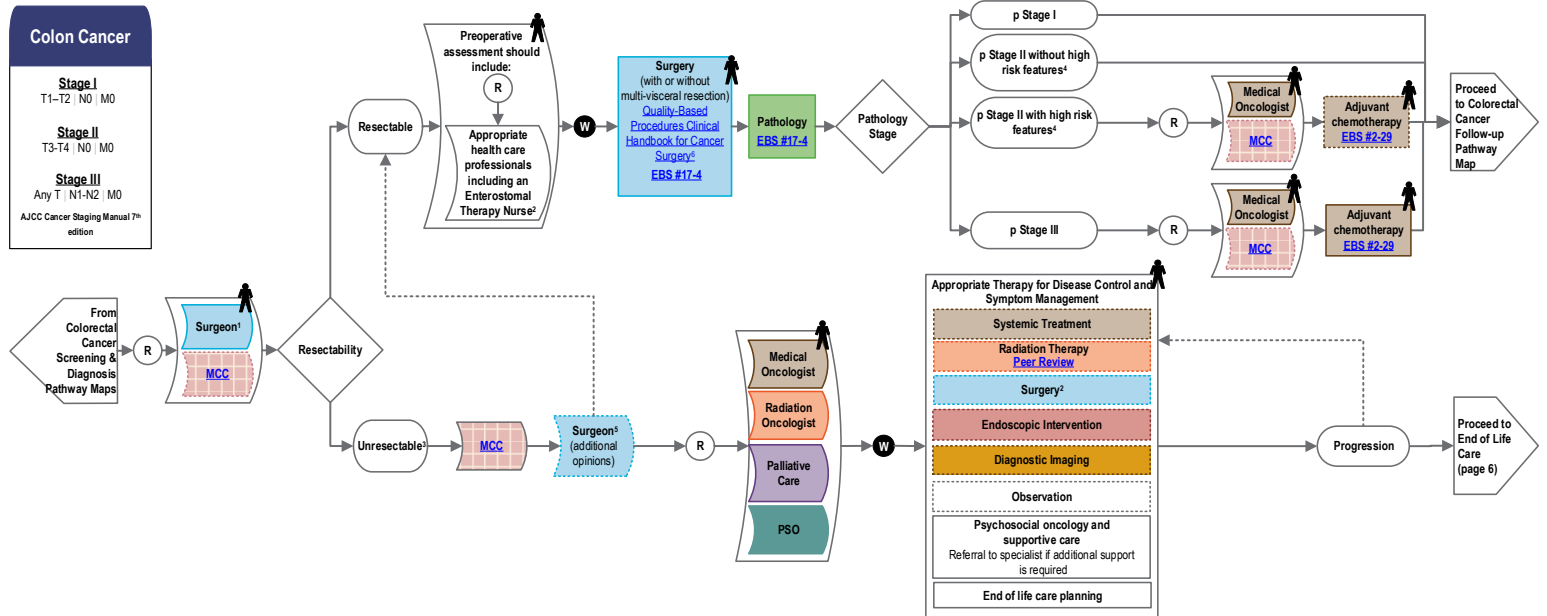 Colon Cancer
Stage I
T1–T2 | N0 | M0
Stage II
T3-T4 | N0 | M0
Stage III
Any T | N1-N2 | M0
AJCC Cancer Staging Manual 7th
edition
From
Colorectal
Cancer
Screening &
Diagnosis
Pathway Maps
R
Surgeon1
MCC
Resectability
Resectable
Preoperative
assessment should
include:
R
Appropriate
health care
professionals
including an
Enterostomal
Therapy Nurse2
W
Surgery
(with or without
multi-visceral resection)
Quality-Based
Procedures Clinical
Handbook for Cancer
Surgery6
EBS #17-4
Pathology
EBS #17-4
Pathology
Stage
p Stage I
p Stage II without high
risk features4
p Stage II with high risk
features4
R
Medical
Oncologist
MCC
Adjuvant
chemotherapy
EBS #2-29
p Stage III
R
Medical
Oncologist
MCC
Adjuvant
chemotherapy
EBS #2-29
Proceed
to Colorectal
Cancer
Follow-up
Pathway
Map
Unresectable3
MCC
Surgeon5
(additional
opinions)
R
Medical
Oncologist
Radiation
Oncologist
Palliative
Care
PSO
W
Appropriate Therapy for Disease Control and
Symptom Management
Systemic Treatment
Radiation Therapy
Peer Review
Surgery2
Endoscopic Intervention
Diagnostic Imaging
Observation
Psychosocial oncology and
supportive care
Referral to specialist if additional support
is required
End of life care planning
Progression
Proceed to
End of Life
Care
(page 6)